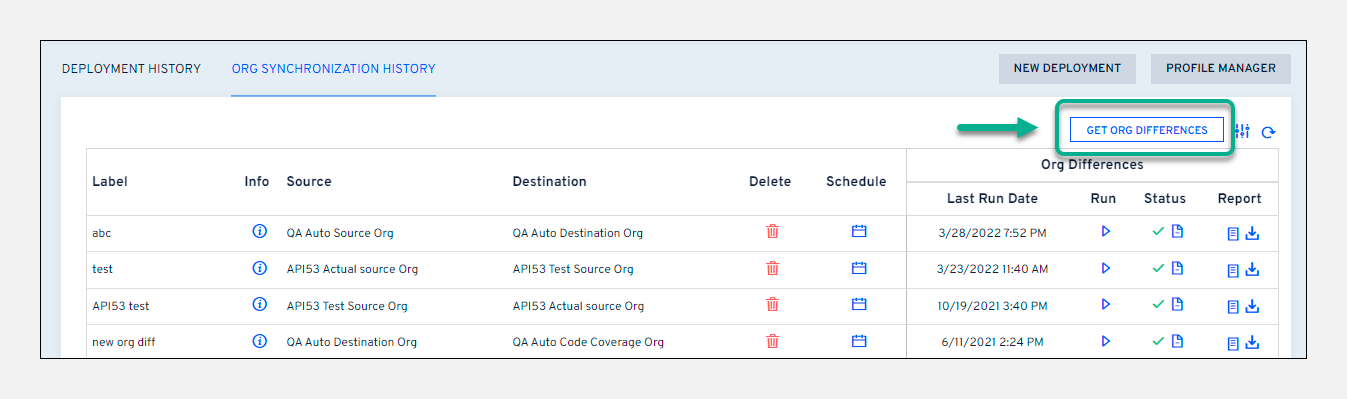 DEPLOYMENT HISTORY ORG SYNCHRONIZATION HISTORY NEW DEPLOYMENT PROFILE MANAGER
GET ORG DIFFERENCES
Org Differences
Label Info Source Destination Delete Schedule
Last Run Date Run Status Report
abc QA Auto Source Org QA Auto Destination Org 3/28/2022 7:52 PM
test API53 Actual source Org API53 Test Source Org 3/23/2022 11:40 AM
API53 test API53 Test Source Org API53 Actual source Org 10/19/2021 3:40 PM
new org diff QA Auto Destination Org QA Auto Code Coverage Org 6/11/2021 2:24 PM